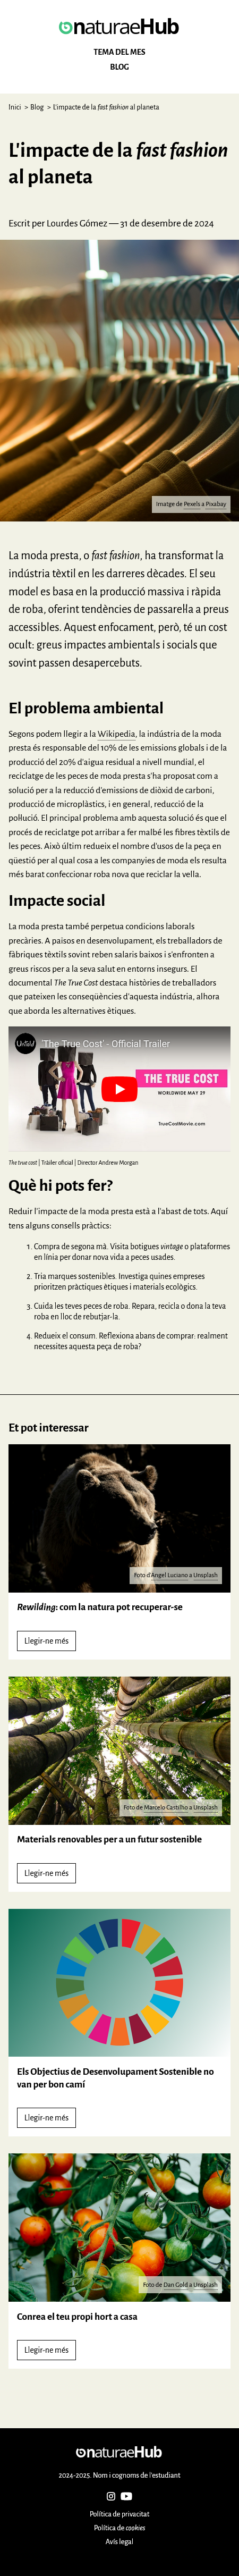 naturaeHub
TEMA DEL MES
BLOG
Inici > Blog > L'impacte de la fast fashion al planeta
L'impacte de la fast fashion
al planeta
Escrit per Lourdes Gómez — 31 de desembre de 2024
Imatge de Pexels a Pixabay
La moda presta, o fast fashion, ha transformat la
indústria tèxtil en les darreres dècades. El seu
model es basa en la producció massiva i ràpida
de roba, oferint tendències de passarel·la a preus
accessibles. Aquest enfocament, però, té un cost
ocult: greus impactes ambientals i socials que
sovint passen desapercebuts.
El problema ambiental
Segons podem llegir a la Wikipedia, la indústria de la moda
presta és responsable del 10% de les emissions globals i de la
producció del 20% d'aigua residual a nivell mundial, el
reciclatge de les peces de moda presta s'ha proposat com a
solució per a la reducció d'emissions de diòxid de carboni,
producció de microplàstics, i en general, reducció de la
pol·lució. El principal problema amb aquesta solució és que el
procés de reciclatge pot arribar a fer malbé les fibres tèxtils de
les peces. Això últim redueix el nombre d'usos de la peça en
qüestió per al qual cosa a les companyies de moda els resulta
més barat confeccionar roba nova que reciclar la vella.
Impacte social
La moda presta també perpetua condicions laborals
precàries. A països en desenvolupament, els treballadors de
fàbriques tèxtils sovint reben salaris baixos i s'enfronten a
greus riscos per a la seva salut en entorns insegurs. El
documental The True Cost destaca històries de treballadors
que pateixen les conseqüències d'aquesta indústria, alhora
que aborda les alternatives ètiques.
Untold
'The True Cost' - Official Trailer
THE TRUE COST
WORLDWIDE MAY 29
TrueCostMovie.com
The true cost | Tràiler oficial | Director Andrew Morgan
Què hi pots fer?
Reduir l'impacte de la moda presta està a l'abast de tots. Aquí
tens alguns consells pràctics:
1. Compra de segona mà. Visita botigues vintage o plataformes
en línia per donar nova vida a peces usades.
2. Tria marques sostenibles. Investiga quines empreses
prioritzen pràctiques ètiques i materials ecològics.
3. Cuida les teves peces de roba. Repara, recicla o dona la teva
roba en lloc de rebutjar-la.
4. Redueix el consum. Reflexiona abans de comprar: realment
necessites aquesta peça de roba?
Et pot interessar
Foto d'Angel Luciano a Unsplash
Rewilding: com la natura pot recuperar-se
Llegir-ne més
Foto de Marcelo Castilho a Unsplash
Materials renovables per a un futur sostenible
Llegir-ne més
Els Objectius de Desenvolupament Sostenible no
van per bon camí
Llegir-ne més
Foto de Dan Gold a Unsplash
Conrea el teu propi hort a casa
Llegir-ne més
naturaeHub
2024-2025. Nom i cognoms de l'estudiant
Política de privacitat
Política de cookies
Avís legal